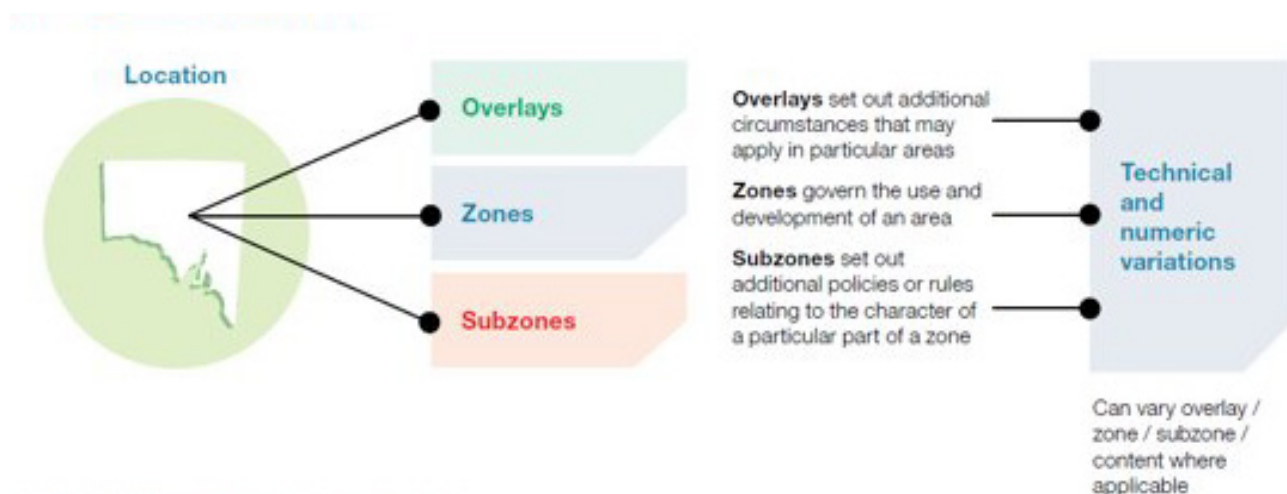 Location
Overlays
Zones
Subzones
Overlays set out additional
circumstances that may
apply in particular areas
Zones govern the use and
development of an area
Subzones set out
additional policies or rules
relating to the character of
a particular part of a zone
Technical
and
numeric
variations
Can vary overlay /
zone / subzone /
content where
applicable